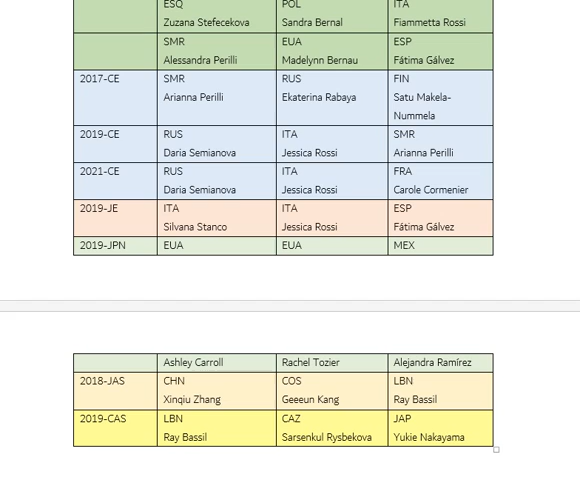 ESQ POL ITA
Zuzana Stefecekova Sandra Bernal Fiammetta Rossi
SMR EUA ESP
Alessandra Perilli Madelynn Bernau Fátima Gálvez
2017-CE SMR RUS FIN
Arianna Perilli Ekaterina Rabaya Satu Makela-
Nummela
2019-CE RUS ITA SMR
Daria Semianova Jessica Rossi Arianna Perilli
2021-CE RUS ITA FRA
Daria Semianova Jessica Rossi Carole Cormenier
2019-JE ITA ITA ESP
Silvana Stanco Jessica Rossi Fátima Gálvez
2019-JPN EUA EUA MEX
Ashley Carroll Rachel Tozier Alejandra Ramírez
2018-JAS CHN COS LBN
Xinqiu Zhang Geeeun Kang Ray Bassil
2019-CAS LBN CAZ JAP
Ray Bassil Sarsenkul Rysbekova Yukie Nakayama